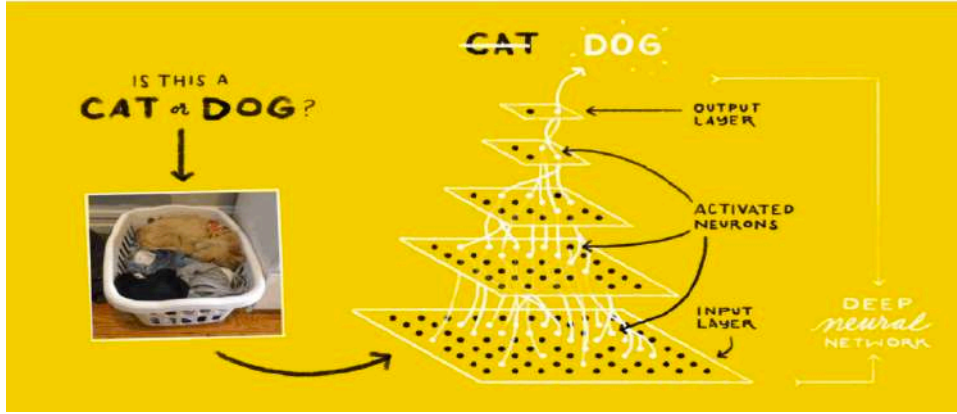 IS THIS A
CAT or DOG?
CAT DOG
OUTPUT
LAYER
ACTIVATED
NEURONS
INPUT
LAYER
DEEP
neural
NETWORK